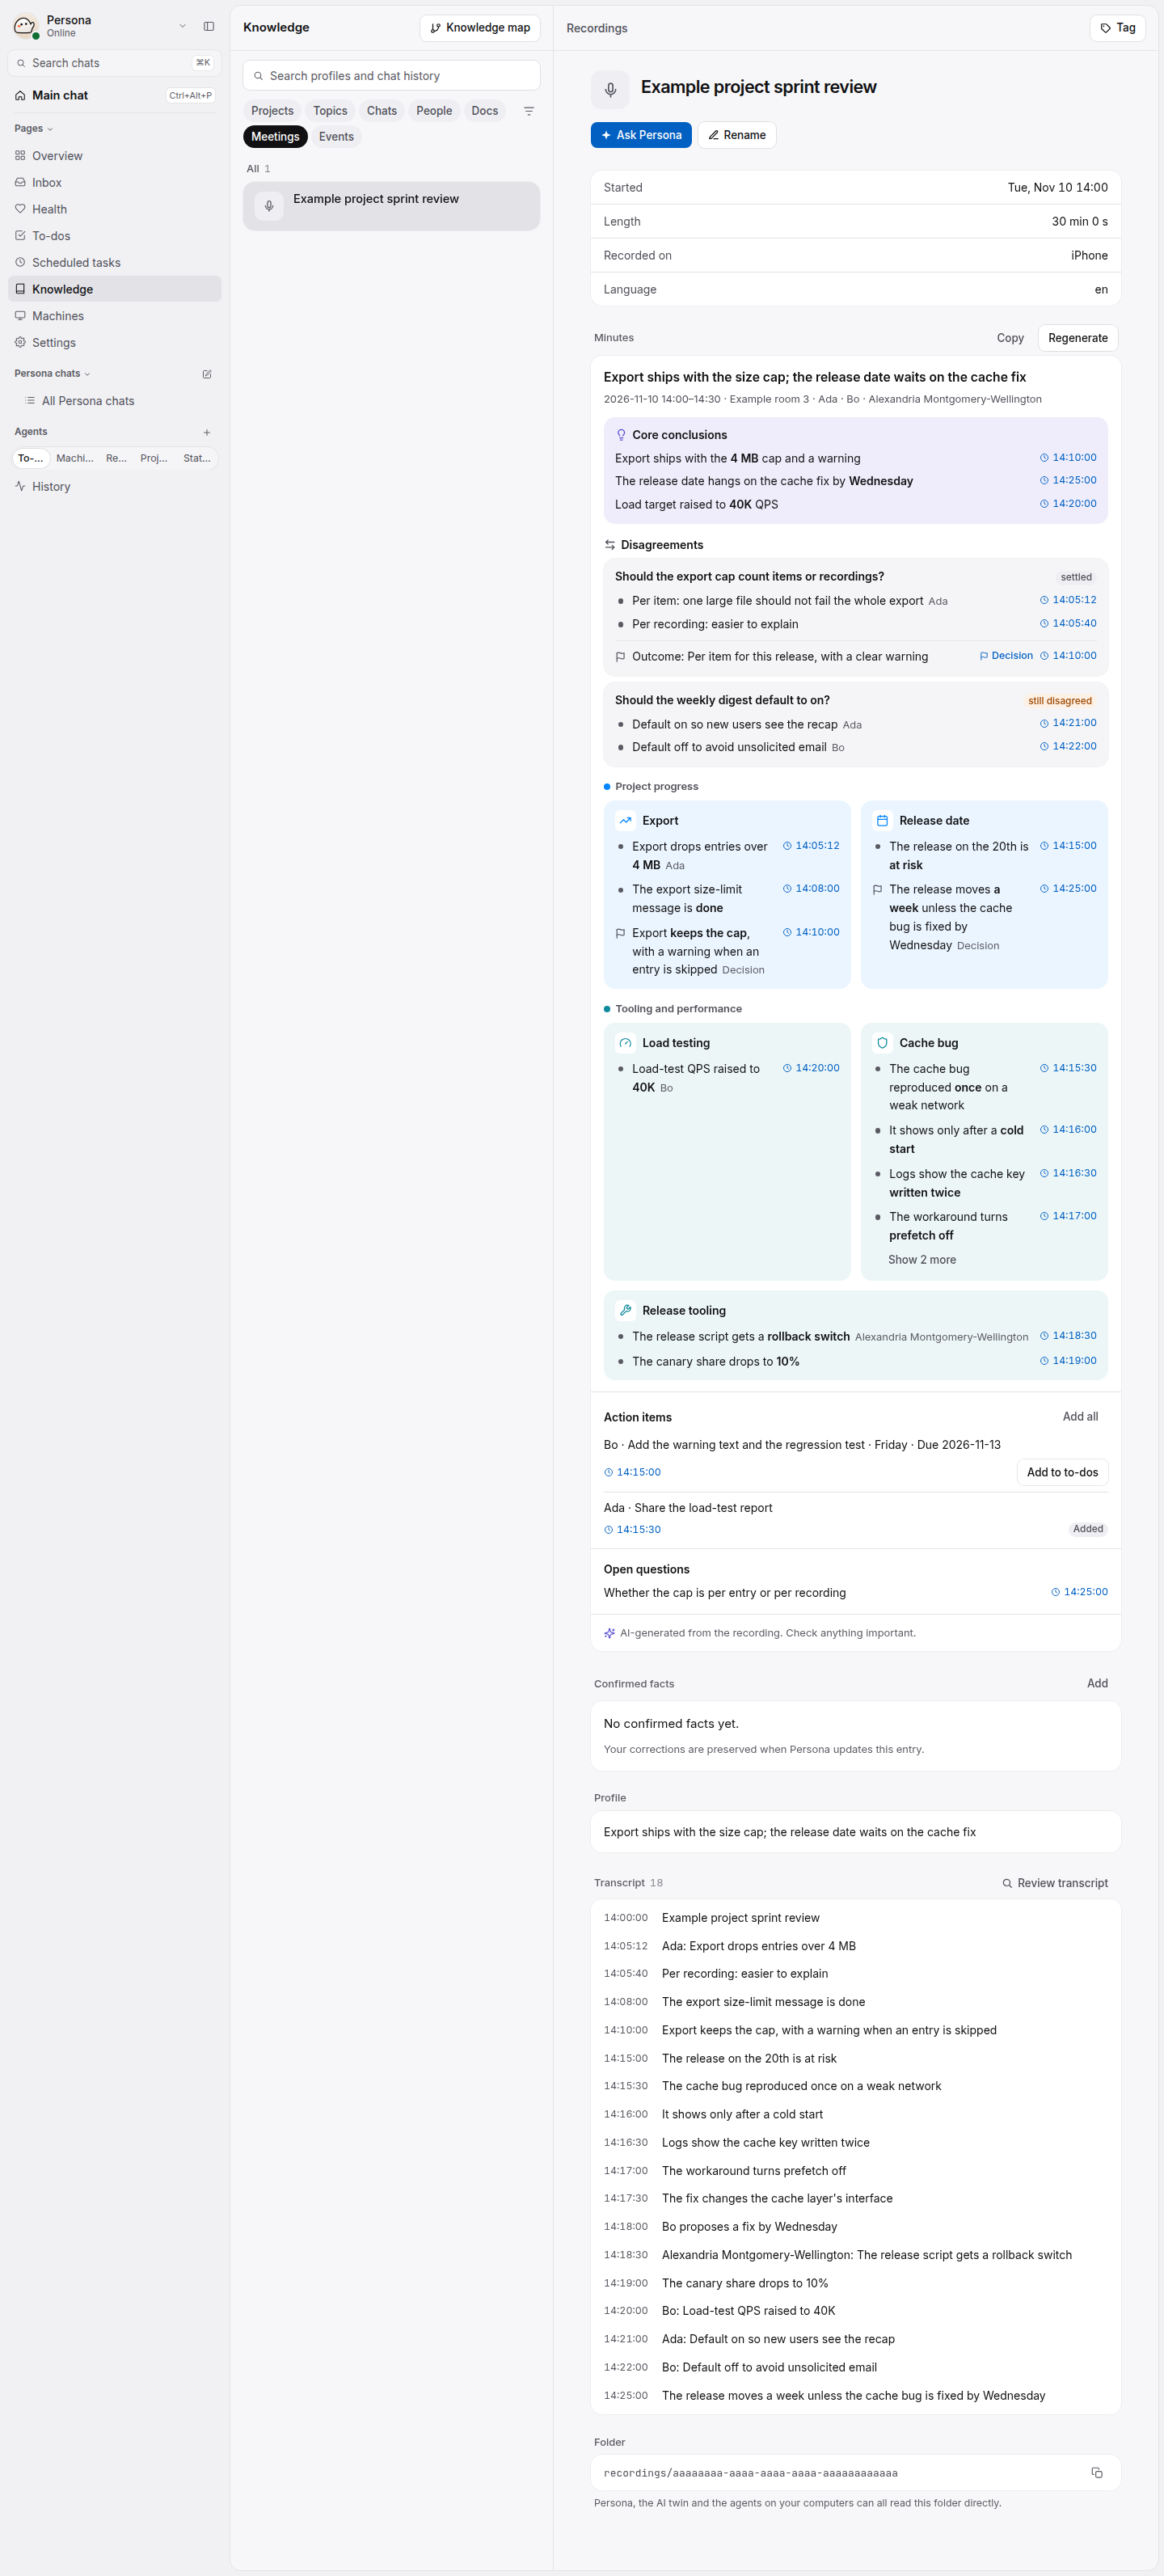 Persona
Online
Search chats
⌘K
Main chat
Ctrl+Alt+P
Pages
Overview
Inbox
Health
To-dos
Scheduled tasks
Knowledge
Machines
Settings
Persona chats
All Persona chats
Agents
To-...
Machi...
Re...
Proj...
Stat...
History
Knowledge
Knowledge map
Search profiles and chat history
Projects
Topics
Chats
People
Docs
Meetings
Events
All 1
Example project sprint review
Recordings
Tag
Example project sprint review
Ask Persona
Rename
Started
Tue, Nov 10 14:00
Length
30 min 0 s
Recorded on
iPhone
Language
en
Minutes
Copy
Regenerate
Export ships with the size cap; the release date waits on the cache fix
2026-11-10 14:00–14:30 · Example room 3 · Ada · Bo · Alexandria Montgomery-Wellington
Core conclusions
Export ships with the 4 MB cap and a warning
14:10:00
The release date hangs on the cache fix by Wednesday
14:25:00
Load target raised to 40K QPS
14:20:00
Disagreements
Should the export cap count items or recordings?
settled
Per item: one large file should not fail the whole export Ada
14:05:12
Per recording: easier to explain
14:05:40
Outcome: Per item for this release, with a clear warning
Decision
14:10:00
Should the weekly digest default to on?
still disagreed
Default on so new users see the recap Ada
14:21:00
Default off to avoid unsolicited email Bo
14:22:00
Project progress
Export
Export drops entries over
4 MB Ada
14:05:12
The export size-limit
message is done
14:08:00
Export keeps the cap,
with a warning when an
entry is skipped Decision
14:10:00
Release date
The release on the 20th is
at risk
14:15:00
The release moves a
week unless the cache
bug is fixed by
Wednesday Decision
14:25:00
Tooling and performance
Load testing
Load-test QPS raised to
40K Bo
14:20:00
Cache bug
The cache bug
reproduced once on a
weak network
14:15:30
It shows only after a cold
start
14:16:00
Logs show the cache key
written twice
14:16:30
The workaround turns
prefetch off
14:17:00
Show 2 more
Release tooling
The release script gets a rollback switch Alexandria Montgomery-Wellington
14:18:30
The canary share drops to 10%
14:19:00
Action items
Add all
Bo · Add the warning text and the regression test · Friday · Due 2026-11-13
14:15:00
Add to to-dos
Ada · Share the load-test report
14:15:30
Added
Open questions
Whether the cap is per entry or per recording
14:25:00
AI-generated from the recording. Check anything important.
Confirmed facts
Add
No confirmed facts yet.
Your corrections are preserved when Persona updates this entry.
Profile
Export ships with the size cap; the release date waits on the cache fix
Transcript 18
Review transcript
14:00:00 Example project sprint review
14:05:12 Ada: Export drops entries over 4 MB
14:05:40 Per recording: easier to explain
14:08:00 The export size-limit message is done
14:10:00 Export keeps the cap, with a warning when an entry is skipped
14:15:00 The release on the 20th is at risk
14:15:30 The cache bug reproduced once on a weak network
14:16:00 It shows only after a cold start
14:16:30 Logs show the cache key written twice
14:17:00 The workaround turns prefetch off
14:17:30 The fix changes the cache layer's interface
14:18:00 Bo proposes a fix by Wednesday
14:18:30 Alexandria Montgomery-Wellington: The release script gets a rollback switch
14:19:00 The canary share drops to 10%
14:20:00 Bo: Load-test QPS raised to 40K
14:21:00 Ada: Default on so new users see the recap
14:22:00 Bo: Default off to avoid unsolicited email
14:25:00 The release moves a week unless the cache bug is fixed by Wednesday
Folder
recordings/aaaaaaaa-aaaa-aaaa-aaaa-aaaaaaaaaaaa
Persona, the AI twin and the agents on your computers can all read this folder directly.